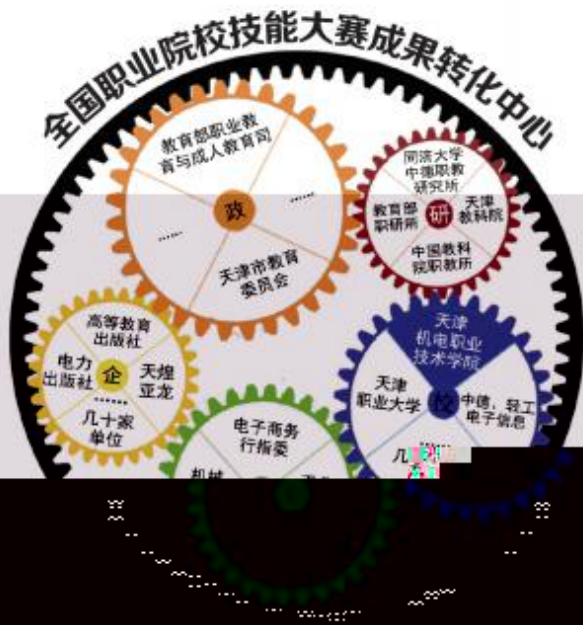 全国职业院校技能大赛成果转化中心
教育部职业教
育与成人教育司
……
政
……
天津市教育
委员会
同济大学
中德职教
研究所
教育部
职研所
研
天津
教科院
中国教科
院职教所
高等教育
出版社
电力
出版社
企
天煌
亚龙
……
几十家
单位
天津
机电职业
技术学院
天津
职业大学
校
中德，轻工
电子信息
……
几
电子商务
行指委
机械